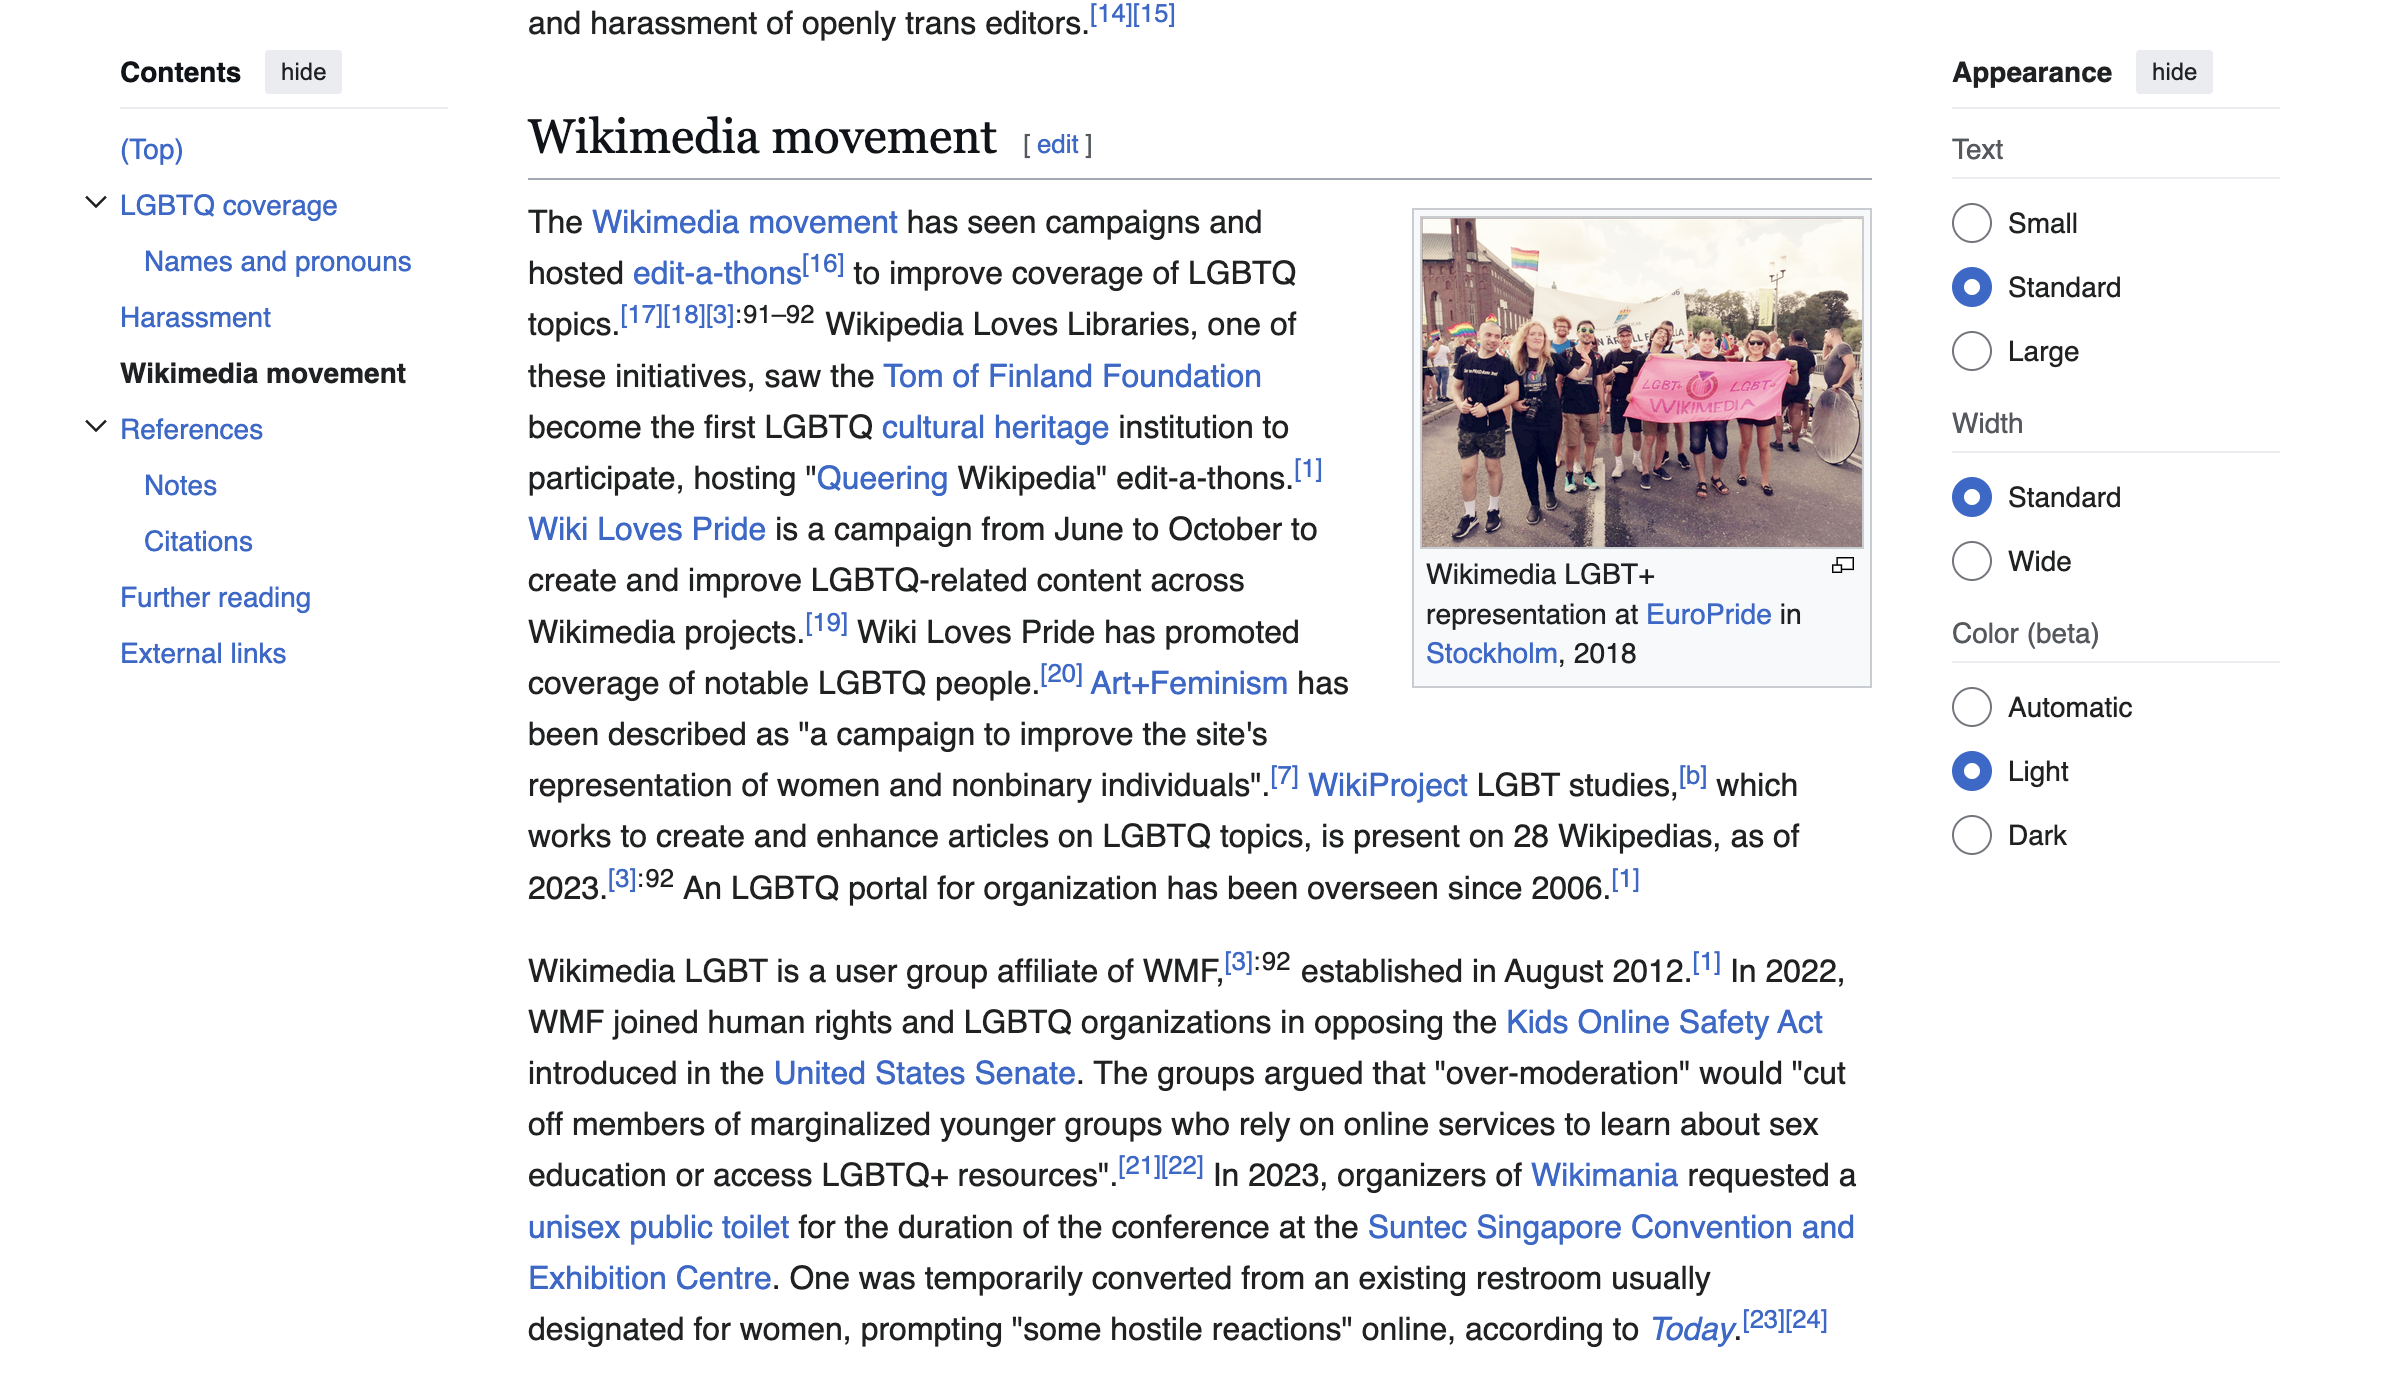 and harassment of openly trans editors.[14][15]
Contents hide
(Top)
LGBTQ coverage
Names and pronouns
Harassment
Wikimedia movement
References
Notes
Citations
Further reading
External links
Wikimedia movement [ edit ]
The Wikimedia movement has seen campaigns and
hosted edit-a-thons[16] to improve coverage of LGBTQ
topics.[17][18][3]:91–92 Wikipedia Loves Libraries, one of
these initiatives, saw the Tom of Finland Foundation
become the first LGBTQ cultural heritage institution to
participate, hosting "Queering Wikipedia" edit-a-thons.[1]
Wiki Loves Pride is a campaign from June to October to
create and improve LGBTQ-related content across
Wikimedia projects.[19] Wiki Loves Pride has promoted
coverage of notable LGBTQ people.[20] Art+Feminism has
been described as "a campaign to improve the site's
representation of women and nonbinary individuals".[7] WikiProject LGBT studies,[b] which
works to create and enhance articles on LGBTQ topics, is present on 28 Wikipedias, as of
2023.[3]:92 An LGBTQ portal for organization has been overseen since 2006.[1]
LGBT+ LGBT+
WIKIMEDIA
Wikimedia LGBT+
representation at EuroPride in
Stockholm, 2018
Wikimedia LGBT is a user group affiliate of WMF,[3]:92 established in August 2012.[1] In 2022,
WMF joined human rights and LGBTQ organizations in opposing the Kids Online Safety Act
introduced in the United States Senate. The groups argued that "over-moderation" would "cut
off members of marginalized younger groups who rely on online services to learn about sex
education or access LGBTQ+ resources".[21][22] In 2023, organizers of Wikimania requested a
unisex public toilet for the duration of the conference at the Suntec Singapore Convention and
Exhibition Centre. One was temporarily converted from an existing restroom usually
designated for women, prompting "some hostile reactions" online, according to Today.[23][24]
Appearance hide
Text
Small
Standard
Large
Width
Standard
Wide
Color (beta)
Automatic
Light
Dark